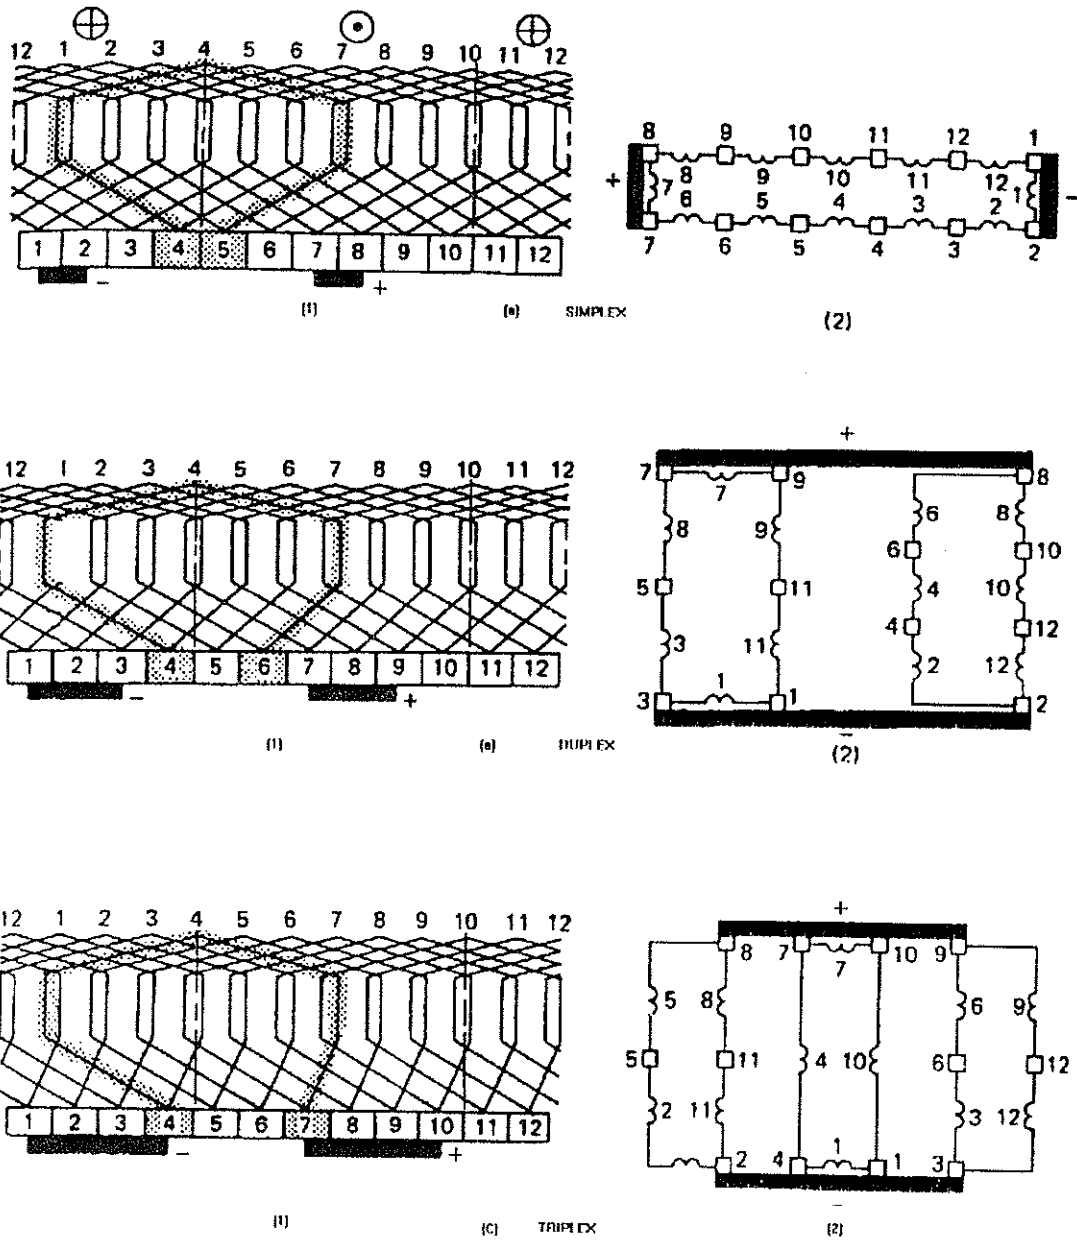 12 1 2 3 4 5 6 7 8 9 10 11 12
1 2 3 4 5 6 7 8 9 10 11 12
− +
(1) (a) SIMPLEX
8 9 10 11 12 1
+ 7 8 9 10 11 12 1 −
6 5 4 3 2
7 6 5 4 3 2
(2)
12 1 2 3 4 5 6 7 8 9 10 11 12
1 2 3 4 5 6 7 8 9 10 11 12
− +
(1) (a) DUPLEX
+
7 7 9 8
8 9 6 8
6 10
5 11 4 10
4 12
3 11 2 12
3 1 1 2
−
(2)
12 1 2 3 4 5 6 7 8 9 10 11 12
1 2 3 4 5 6 7 8 9 10 11 12
− +
(1) (C) TRIPLEX
+
8 7 7 10 9
5 8 6 9
5 11 4 10 6 12
2 11 3 12
2 4 1 1 3
−
(2)